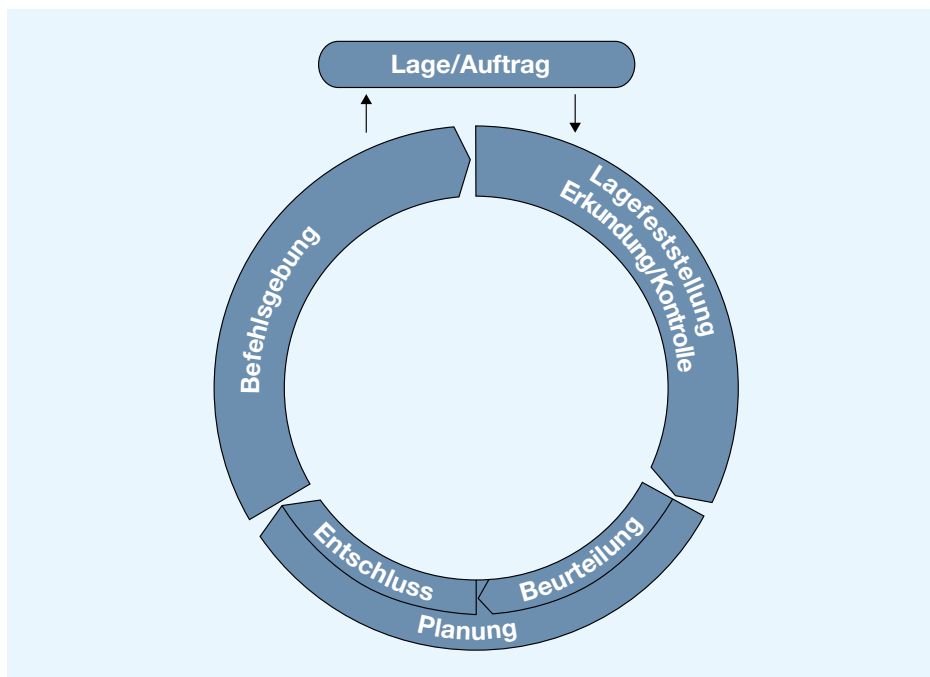 Lage/Auftrag
Lagefeststellung
Erkundung/Kontrolle
Beurteilung
Entschluss
Planung
Befehlsgebung